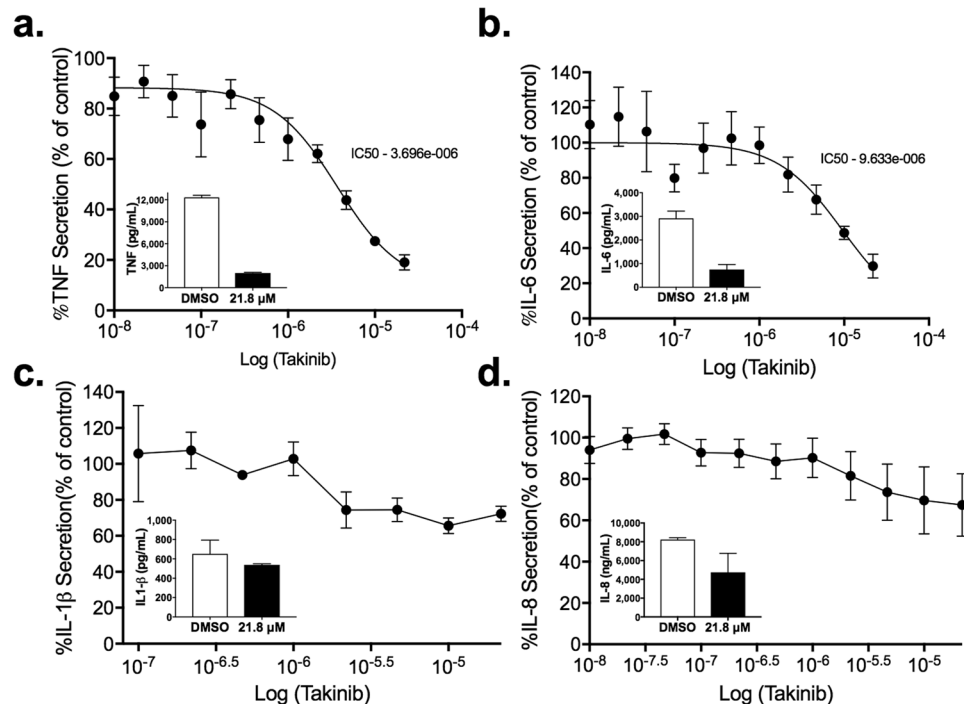 a.
%TNF Secretion (% of control)
100
80
60
40
20
0
10-8
10-7
10-6
10-5
10-4
Log (Takinib)
IC50 - 3.696e-006
TNF (pg/mL)
12,000
9,000
6,000
3,000
0
DMSO
21.8 µM
b.
%IL-6 Secretion (% of control)
140
120
100
80
60
40
20
0
10-8
10-7
10-6
10-5
10-4
Log (Takinib)
IC50 - 9.633e-006
IL-6 (pg/mL)
4,000
3,000
2,000
1,000
0
DMSO
21.8 µM
c.
%IL-1β Secretion(% of control)
140
120
100
80
60
40
20
0
10-7
10-6.5
10-6
10-5.5
10-5
Log (Takinib)
IL1-β (pg/mL)
1,000
800
600
400
200
0
DMSO
21.8 µM
d.
%IL-8 Secretion(% of control)
120
100
80
60
40
20
0
10-8
10-7.5
10-7
10-6.5
10-6
10-5.5
10-5
Log (Takinib)
IL-8 (ng/mL)
10,000
8,000
6,000
4,000
2,000
0
DMSO
21.8 µM